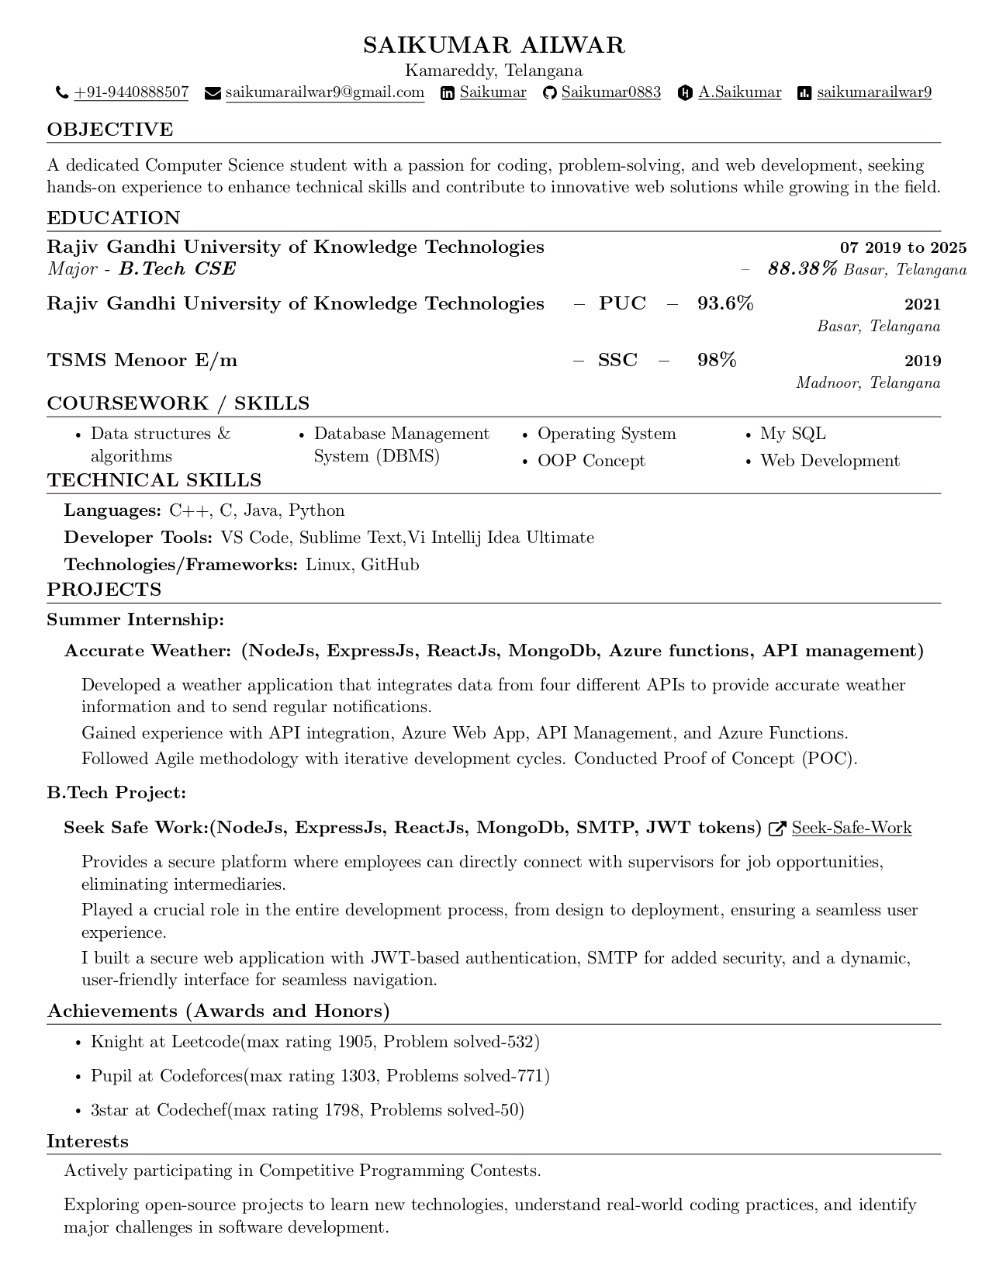 SAIKUMAR AILWAR
Kamareddy, Telangana
+91-9440888507 saikumarailwar9@gmail.com Saikumar Saikumar0883 A.Saikumar saikumarailwar9
OBJECTIVE
A dedicated Computer Science student with a passion for coding, problem-solving, and web development, seeking
hands-on experience to enhance technical skills and contribute to innovative web solutions while growing in the field.
EDUCATION
Rajiv Gandhi University of Knowledge Technologies 07 2019 to 2025
Major - B.Tech CSE – 88.38% Basar, Telangana
Rajiv Gandhi University of Knowledge Technologies – PUC – 93.6% 2021
Basar, Telangana
TSMS Menoor E/m – SSC – 98% 2019
Madnoor, Telangana
COURSEWORK / SKILLS
• Data structures &
algorithms
• Database Management
System (DBMS)
• Operating System
• OOP Concept
• My SQL
• Web Development
TECHNICAL SKILLS
Languages: C++, C, Java, Python
Developer Tools: VS Code, Sublime Text,Vi Intellij Idea Ultimate
Technologies/Frameworks: Linux, GitHub
PROJECTS
Summer Internship:
Accurate Weather: (NodeJs, ExpressJs, ReactJs, MongoDb, Azure functions, API management)
Developed a weather application that integrates data from four different APIs to provide accurate weather
information and to send regular notifications.
Gained experience with API integration, Azure Web App, API Management, and Azure Functions.
Followed Agile methodology with iterative development cycles. Conducted Proof of Concept (POC).
B.Tech Project:
Seek Safe Work:(NodeJs, ExpressJs, ReactJs, MongoDb, SMTP, JWT tokens) Seek-Safe-Work
Provides a secure platform where employees can directly connect with supervisors for job opportunities,
eliminating intermediaries.
Played a crucial role in the entire development process, from design to deployment, ensuring a seamless user
experience.
I built a secure web application with JWT-based authentication, SMTP for added security, and a dynamic,
user-friendly interface for seamless navigation.
Achievements (Awards and Honors)
• Knight at Leetcode(max rating 1905, Problem solved-532)
• Pupil at Codeforces(max rating 1303, Problems solved-771)
• 3star at Codechef(max rating 1798, Problems solved-50)
Interests
Actively participating in Competitive Programming Contests.
Exploring open-source projects to learn new technologies, understand real-world coding practices, and identify
major challenges in software development.